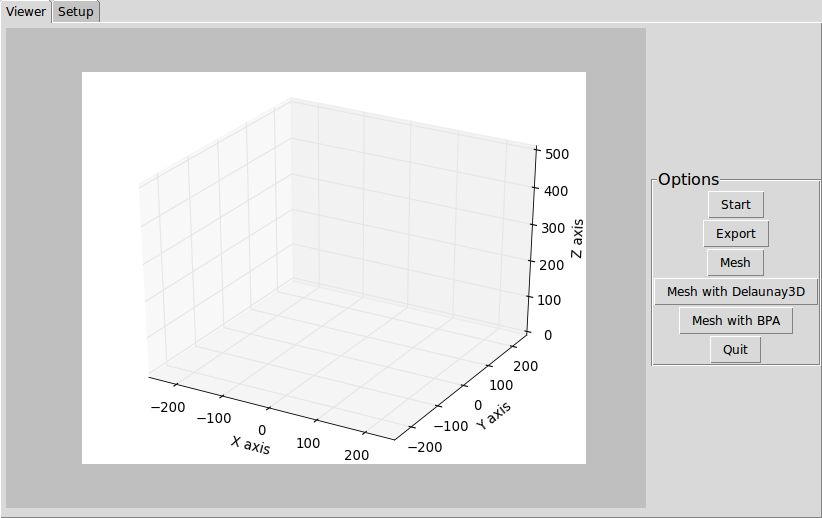 Viewer Setup
Options
Start
Export
Mesh
Mesh with Delaunay3D
Mesh with BPA
Quit
500
400
300
200
100
0
Z axis
−200
−100
0
100
200
X axis
200
100
0
−100
−200
Y axis